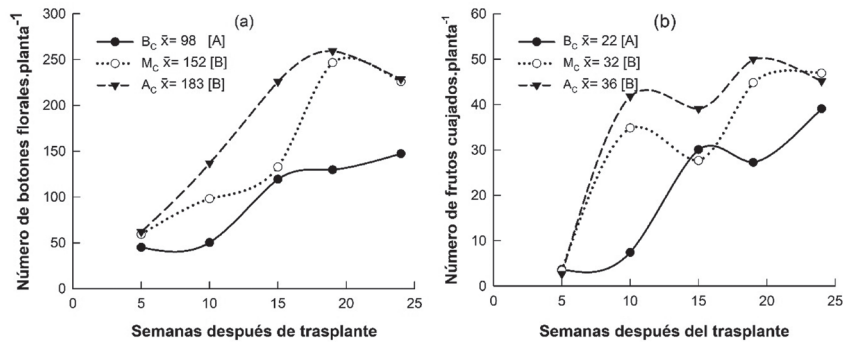 (a)
B_C x̄= 98 [A]
M_C x̄= 152 [B]
A_C x̄= 183 [B]
Número de botones florales.planta⁻¹
300
250
200
150
100
50
0
0 5 10 15 20 25
Semanas después de trasplante
(b)
B_C x̄= 22 [A]
M_C x̄= 32 [B]
A_C x̄= 36 [B]
Número de frutos cuajados.planta⁻¹
60
50
40
30
20
10
0
0 5 10 15 20 25
Semanas después del trasplante